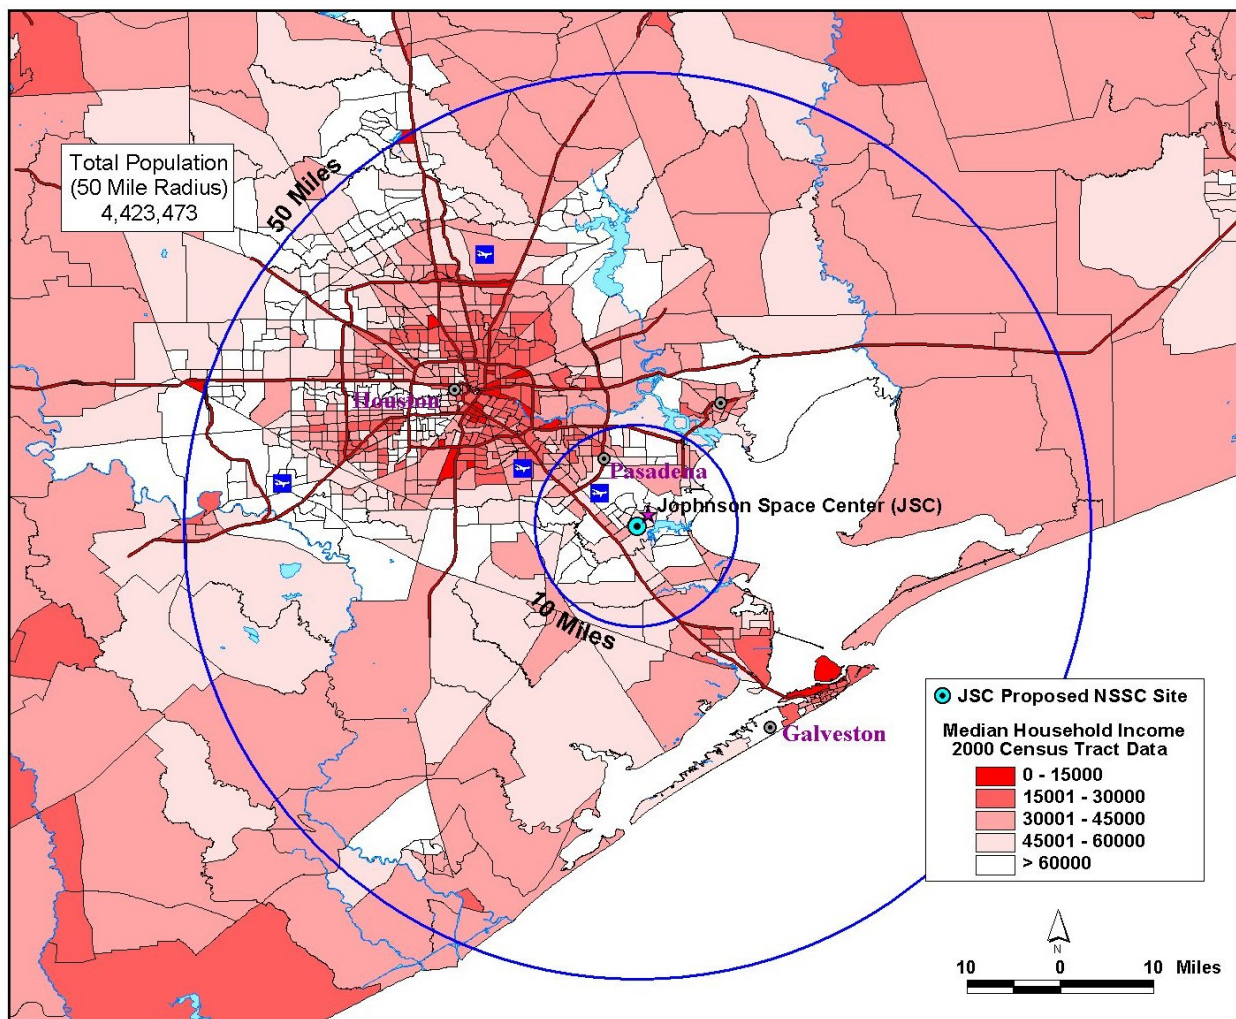 Total Population
(50 Mile Radius)
4,423,473
50 Miles
Houston
Pasadena
Jophnson Space Center (JSC)
10 Miles
Galveston
JSC Proposed NSSC Site
Median Household Income
2000 Census Tract Data
0 - 15000
15001 - 30000
30001 - 45000
45001 - 60000
> 60000
N
10 0 10 Miles